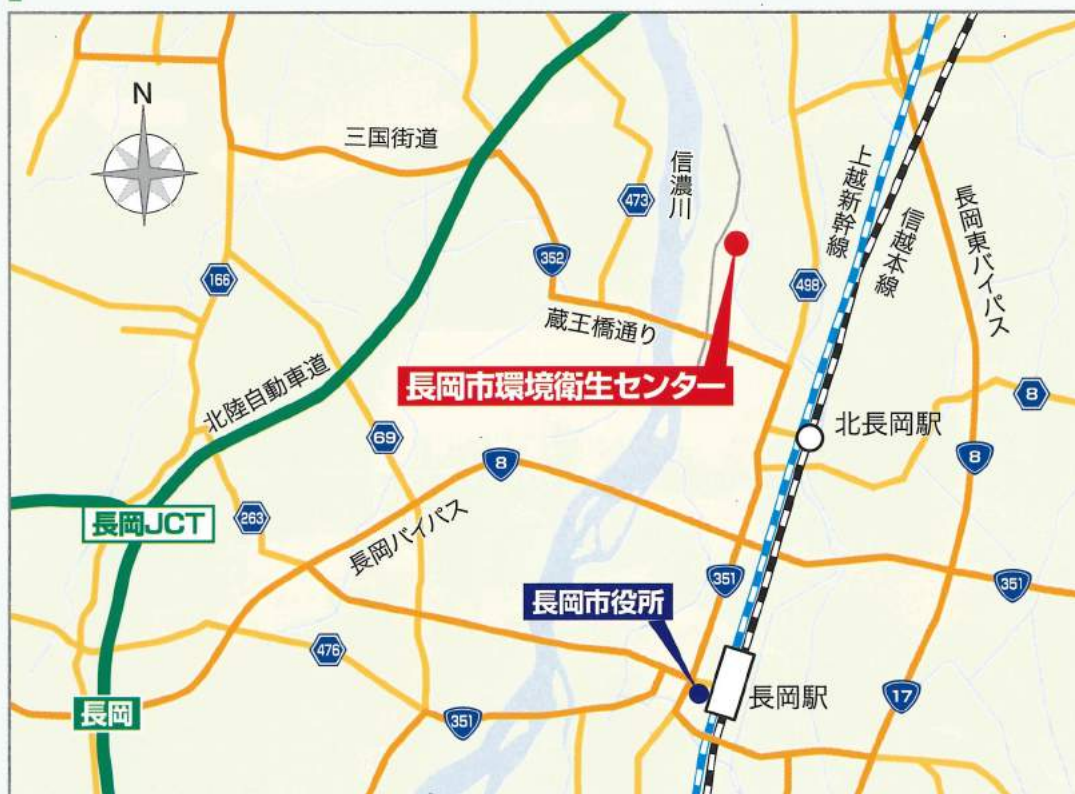 N
三国街道
信濃川
473
上越新幹線
信越本線
長岡東バイパス
352
166
498
蔵王橋通り
長岡市環境衛生センター
北陸自動車道
8
北長岡駅
69
8
8
長岡JCT
263
長岡バイパス
351
351
長岡市役所
476
長岡駅
17
長岡
351